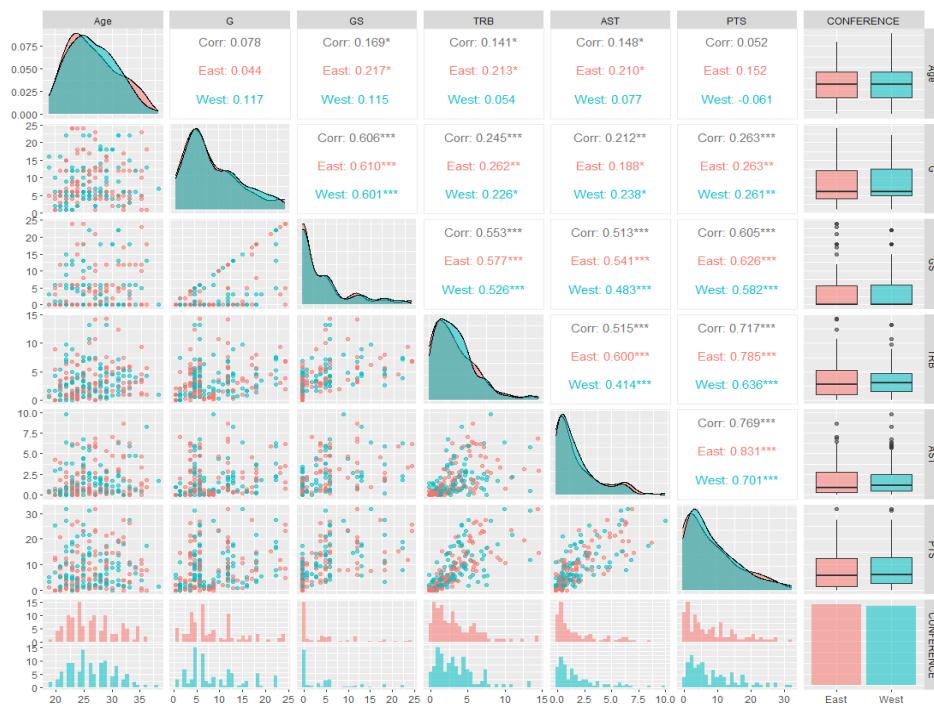 Age G GS TRB AST PTS CONFERENCE
0.075
0.050
0.025
0.000
Corr: 0.078 Corr: 0.169* Corr: 0.141* Corr: 0.148* Corr: 0.052
East: 0.044 East: 0.217* East: 0.213* East: 0.210* East: 0.152
West: 0.117 West: 0.115 West: 0.054 West: 0.077 West: -0.061
Age
25
20
15
10
5
0
Corr: 0.606*** Corr: 0.245*** Corr: 0.212** Corr: 0.263***
East: 0.610*** East: 0.262** East: 0.188* East: 0.263**
West: 0.601*** West: 0.226* West: 0.238* West: 0.261**
G
25
20
15
10
5
0
Corr: 0.553*** Corr: 0.513*** Corr: 0.605***
East: 0.577*** East: 0.541*** East: 0.626***
West: 0.526*** West: 0.483*** West: 0.582***
GS
15
10
5
0
Corr: 0.515*** Corr: 0.717***
East: 0.600*** East: 0.785***
West: 0.414*** West: 0.636***
TRB
10.0
7.5
5.0
2.5
0.0
Corr: 0.769***
East: 0.831***
West: 0.701***
AST
30
20
10
0
PTS
15
10
5
0
15
10
5
0
CONFERENCE
20 25 30 35 0 5 10 15 20 25 0 5 10 15 20 25 0 5 10 15 0.0 2.5 5.0 7.5 10.0 0 10 20 30 East West